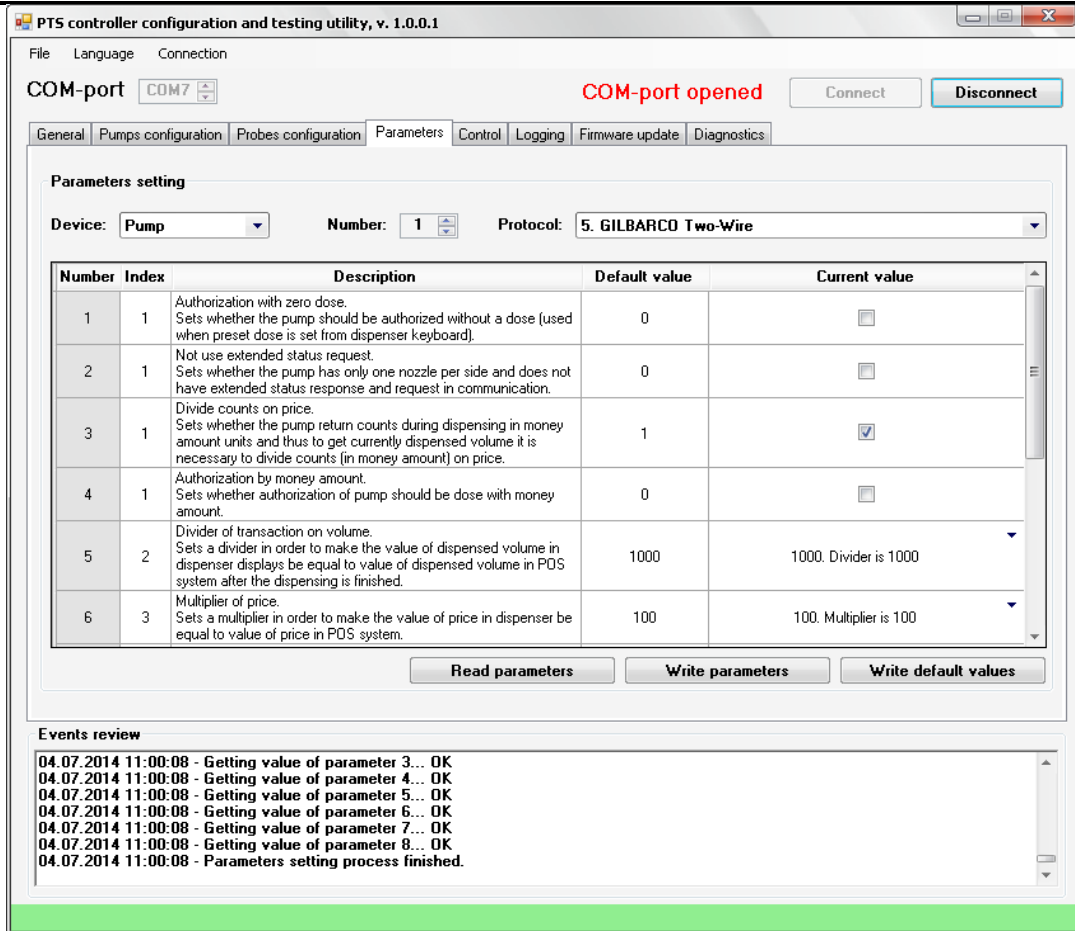 PTS controller configuration and testing utility, v. 1.0.0.1
File Language Connection
COM-port COM7 COM-port opened Connect Disconnect
General Pumps configuration Probes configuration Parameters Control Logging Firmware update Diagnostics
Parameters setting
Device: Pump Number: 1 Protocol: 5. GILBARCO Two-Wire
Number Index Description Default value Current value
Authorization with zero dose.
1 1 Sets whether the pump should be authorized without a dose (used 0
when preset dose is set from dispenser keyboard).
Not use extended status request.
2 1 Sets whether the pump has only one nozzle per side and does not 0
have extended status response and request in communication.
Divide counts on price.
Sets whether the pump return counts during dispensing in money
3 1 amount units and thus to get currently dispensed volume it is 1
necessary to divide counts (in money amount) on price.
Authorization by money amount.
4 1 Sets whether authorization of pump should be dose with money 0
amount.
Divider of transaction on volume.
Sets a divider in order to make the value of dispensed volume in
5 2 dispenser displays be equal to value of dispensed volume in POS 1000 1000. Divider is 1000
system after the dispensing is finished.
Multiplier of price.
6 3 Sets a multiplier in order to make the value of price in dispenser be 100 100. Multiplier is 100
equal to value of price in POS system.
Read parameters Write parameters Write default values
Events review
04.07.2014 11:00:08 - Getting value of parameter 3... OK
04.07.2014 11:00:08 - Getting value of parameter 4... OK
04.07.2014 11:00:08 - Getting value of parameter 5... OK
04.07.2014 11:00:08 - Getting value of parameter 6... OK
04.07.2014 11:00:08 - Getting value of parameter 7... OK
04.07.2014 11:00:08 - Getting value of parameter 8... OK
04.07.2014 11:00:08 - Parameters setting process finished.